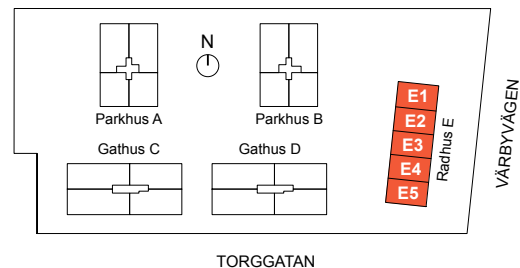 N
Parkhus A
Parkhus B
Gathus C
Gathus D
E1
E2
E3
E4
E5
Radhus E
VÄRBYVÄGEN
TORGGATAN